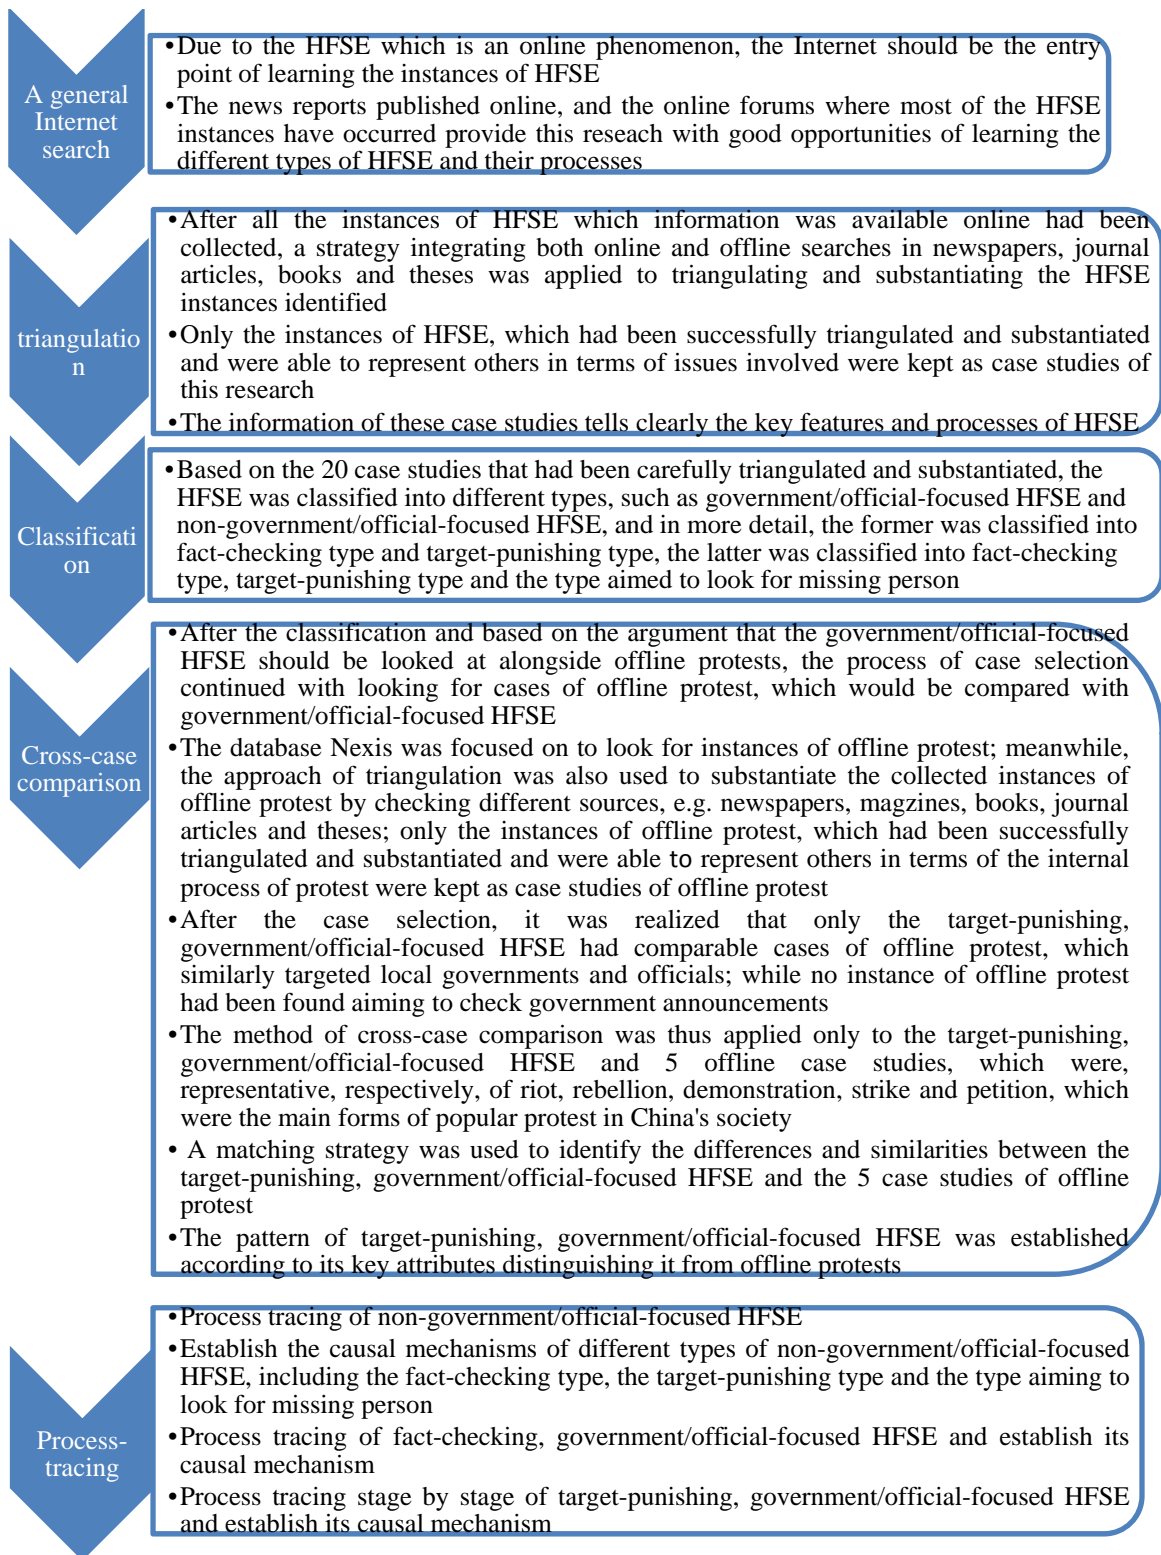 A general
Internet
search
•Due to the HFSE which is an online phenomenon, the Internet should be the entry
point of learning the instances of HFSE
•The news reports published online, and the online forums where most of the HFSE
instances have occurred provide this reseach with good opportunities of learning the
different types of HFSE and their processes
triangulatio
n
•After all the instances of HFSE which information was available online had been
collected, a strategy integrating both online and offline searches in newspapers, journal
articles, books and theses was applied to triangulating and substantiating the HFSE
instances identified
•Only the instances of HFSE, which had been successfully triangulated and substantiated
and were able to represent others in terms of issues involved were kept as case studies of
this research
•The information of these case studies tells clearly the key features and processes of HFSE
Classificati
on
•Based on the 20 case studies that had been carefully triangulated and substantiated, the
HFSE was classified into different types, such as government/official-focused HFSE and
non-government/official-focused HFSE, and in more detail, the former was classified into
fact-checking type and target-punishing type, the latter was classified into fact-checking
type, target-punishing type and the type aimed to look for missing person
Cross-case
comparison
•After the classification and based on the argument that the government/official-focused
HFSE should be looked at alongside offline protests, the process of case selection
continued with looking for cases of offline protest, which would be compared with
government/official-focused HFSE
•The database Nexis was focused on to look for instances of offline protest; meanwhile,
the approach of triangulation was also used to substantiate the collected instances of
offline protest by checking different sources, e.g. newspapers, magzines, books, journal
articles and theses; only the instances of offline protest, which had been successfully
triangulated and substantiated and were able to represent others in terms of the internal
process of protest were kept as case studies of offline protest
•After the case selection, it was realized that only the target-punishing,
government/official-focused HFSE had comparable cases of offline protest, which
similarly targeted local governments and officials; while no instance of offline protest
had been found aiming to check government announcements
•The method of cross-case comparison was thus applied only to the target-punishing,
government/official-focused HFSE and 5 offline case studies, which were,
representative, respectively, of riot, rebellion, demonstration, strike and petition, which
were the main forms of popular protest in China's society
• A matching strategy was used to identify the differences and similarities between the
target-punishing, government/official-focused HFSE and the 5 case studies of offline
protest
•The pattern of target-punishing, government/official-focused HFSE was established
according to its key attributes distinguishing it from offline protests
Process-
tracing
•Process tracing of non-government/official-focused HFSE
•Establish the causal mechanisms of different types of non-government/official-focused
HFSE, including the fact-checking type, the target-punishing type and the type aiming to
look for missing person
•Process tracing of fact-checking, government/official-focused HFSE and establish its
causal mechanism
•Process tracing stage by stage of target-punishing, government/official-focused HFSE
and establish its causal mechanism